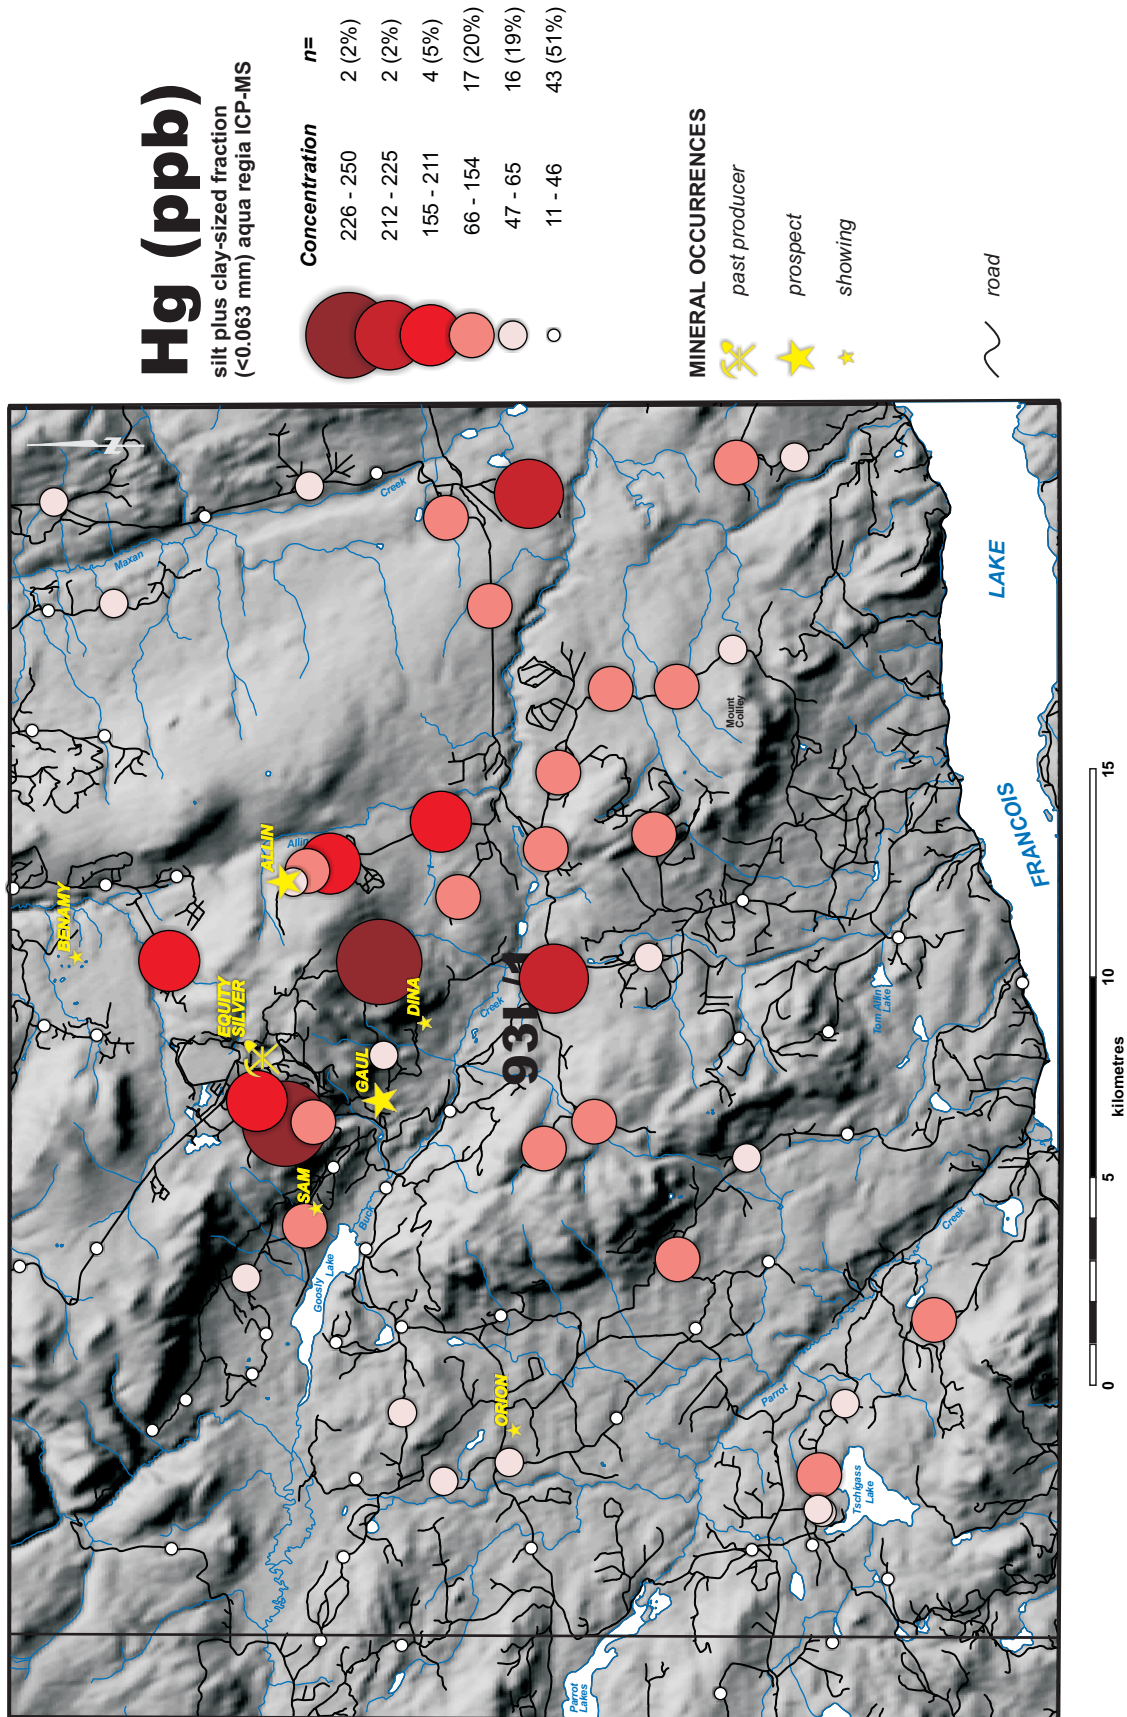 Hg (ppb)
silt plus clay-sized fraction
(<0.063 mm) aqua regia ICP-MS
Concentration n=
226 - 250 2 (2%)
212 - 225 2 (2%)
155 - 211 4 (5%)
66 - 154 17 (20%)
47 - 65 16 (19%)
11 - 46 43 (51%)
MINERAL OCCURRENCES
past producer
prospect
showing
road
Maxan
Creek
BENAMY
ALLIN
Allin
EQUITY
SILVER
DINA
GAUL
SAM
Goosly Lake
Buck
Creek
93L/1
Mount
Colley
ORION
Parrot
Creek
Tschigass
Lake
Parrot
Lakes
Tom Allin
Lake
FRANCOIS
LAKE
0 5 10 15
kilometres